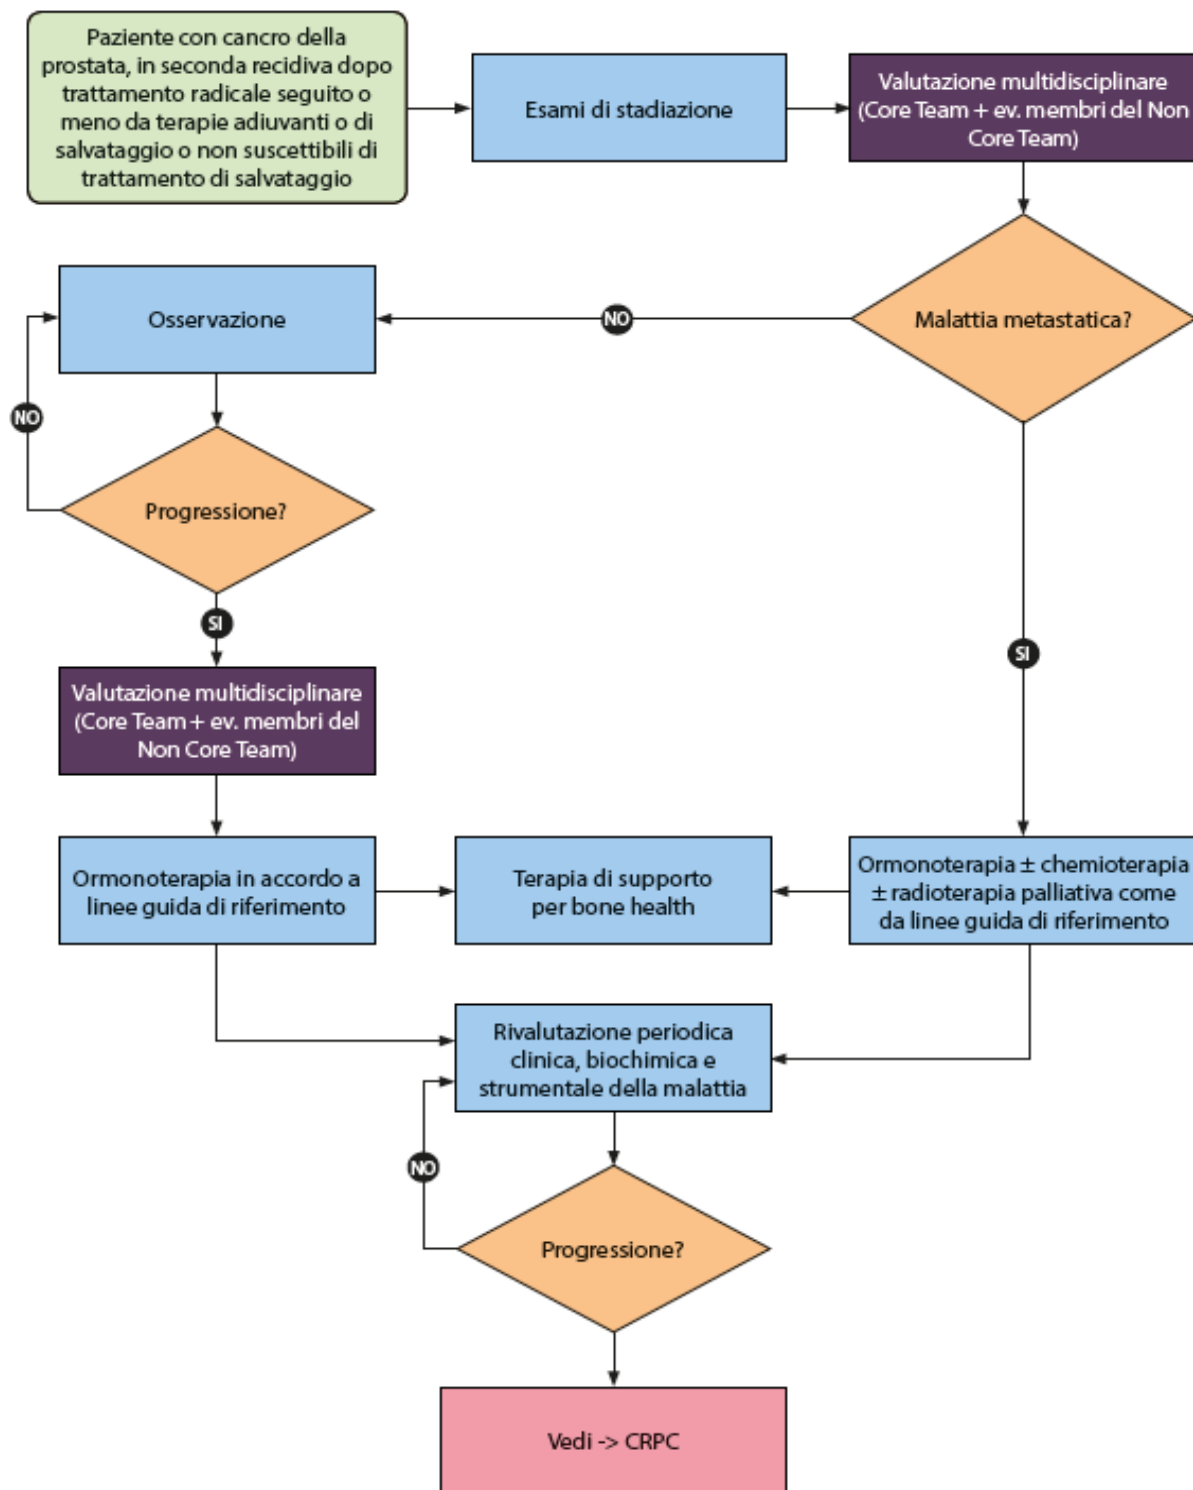 Paziente con cancro della
prostata, in seconda recidiva dopo
trattamento radicale seguito o
meno da terapie adiuvanti o di
salvataggio o non suscettibili di
trattamento di salvataggio
Esami di stadiazione
Valutazione multidisciplinare
(Core Team + ev. membri del Non
Core Team)
Malattia metastatica?
NO
Osservazione
NO
Progressione?
SI
SI
Valutazione multidisciplinare
(Core Team + ev. membri del
Non Core Team)
Ormonoterapia in accordo a
linee guida di riferimento
Terapia di supporto
per bone health
Ormonoterapia ± chemioterapia
± radioterapia palliativa come
da linee guida di riferimento
Rivalutazione periodica
clinica, biochimica e
strumentale della malattia
NO
Progressione?
Vedi -> CRPC